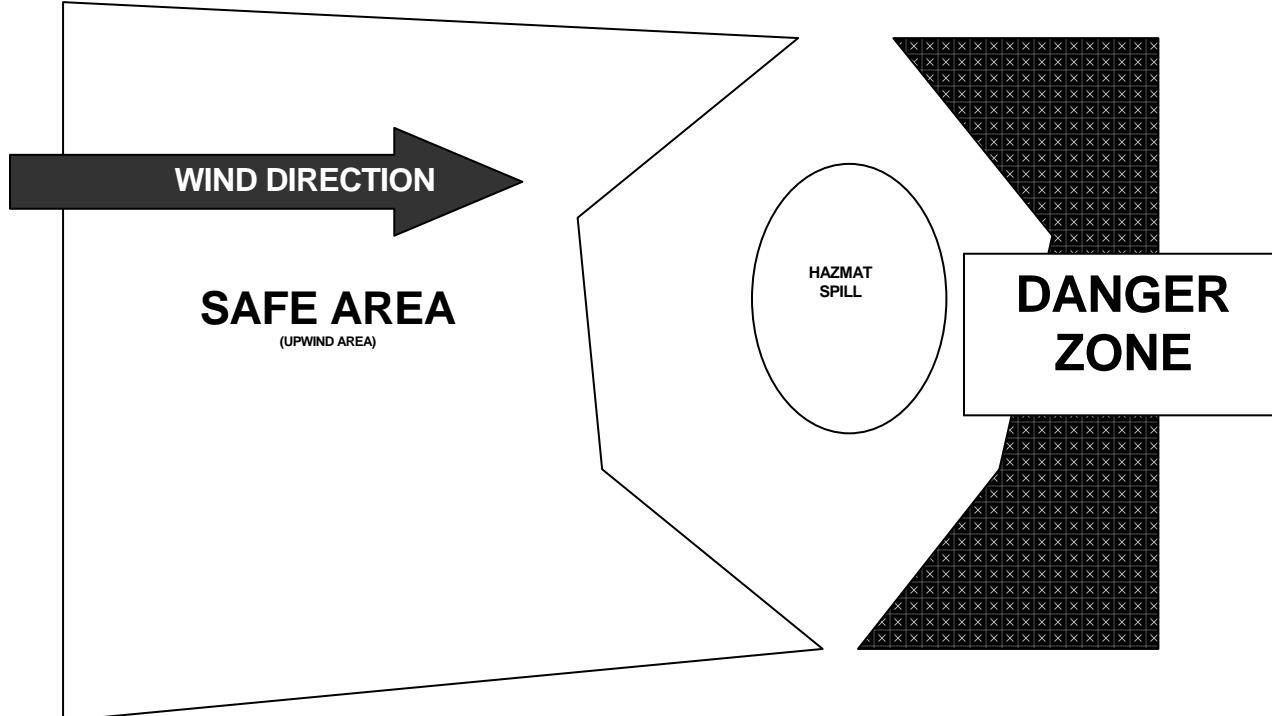 WIND DIRECTION
SAFE AREA
(UPWIND AREA)
HAZMAT
SPILL
DANGER
ZONE